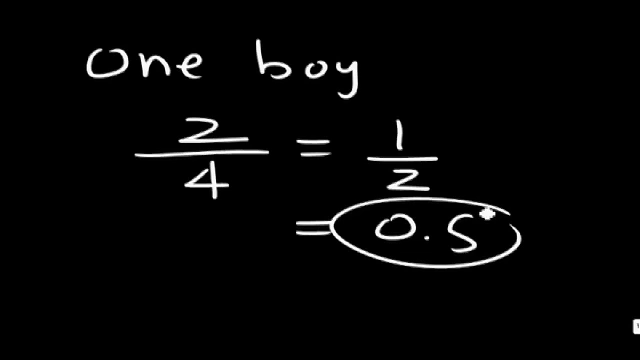 One boy
2/4 = 1/2
= 0.5